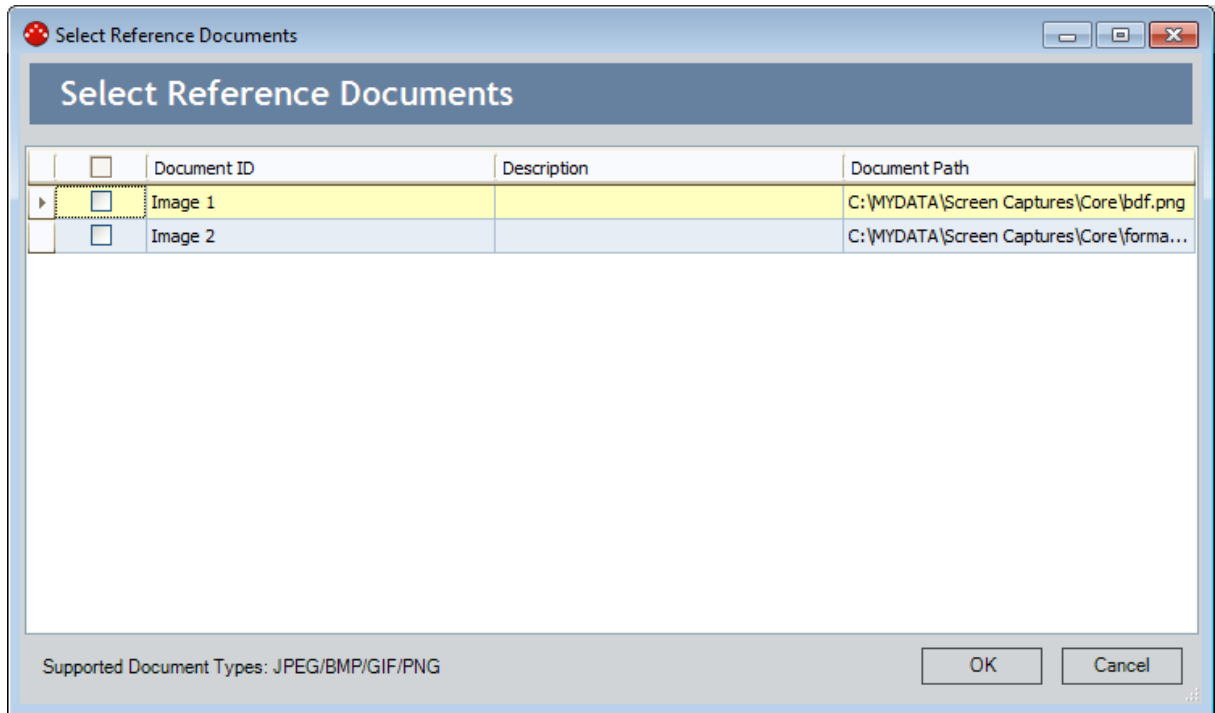 Select Reference Documents
Select Reference Documents
Document ID Description Document Path
Image 1 C:\MYDATA\Screen Captures\Core\bdf.png
Image 2 C:\MYDATA\Screen Captures\Core\forma...
Supported Document Types: JPEG/BMP/GIF/PNG OK Cancel